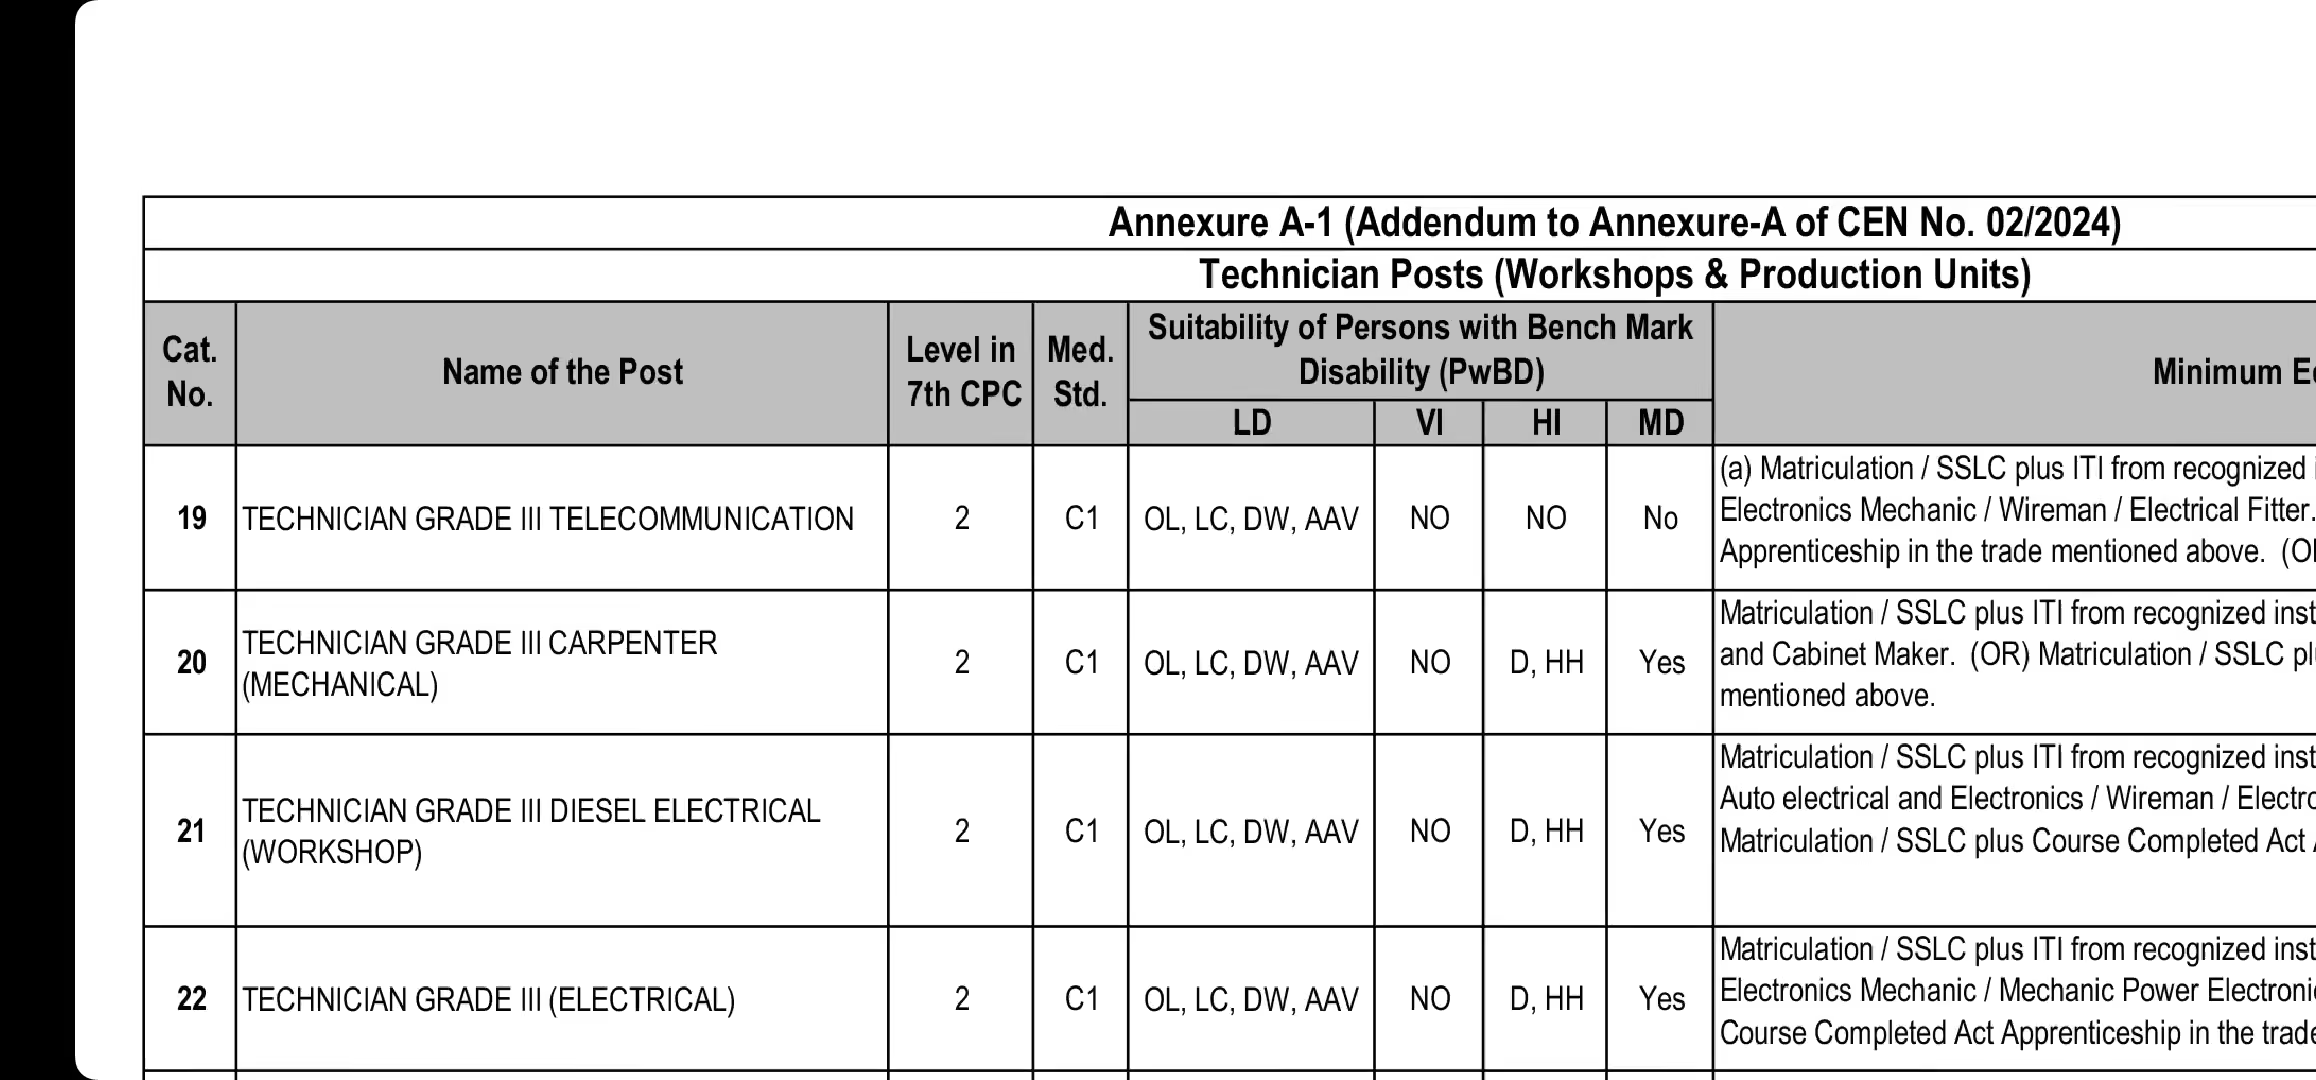 Annexure A-1 (Addendum to Annexure-A of CEN No. 02/2024)
Technician Posts (Workshops & Production Units)
Cat. No.
Name of the Post
Level in 7th CPC
Med. Std.
Suitability of Persons with Bench Mark
Disability (PwBD)
LD VI HI MD
Minimum
19 TECHNICIAN GRADE III TELECOMMUNICATION 2 C1 OL, LC, DW, AAV NO NO No
(a) Matriculation / SSLC plus ITI from recognized
Electronics Mechanic / Wireman / Electrical Fitter.
Apprenticeship in the trade mentioned above.
20 TECHNICIAN GRADE III CARPENTER
(MECHANICAL) 2 C1 OL, LC, DW, AAV NO D, HH Yes
Matriculation / SSLC plus ITI from recognized
and Cabinet Maker. (OR) Matriculation / SSLC
mentioned above.
21 TECHNICIAN GRADE III DIESEL ELECTRICAL
(WORKSHOP) 2 C1 OL, LC, DW, AAV NO D, HH Yes
Matriculation / SSLC plus ITI from recognized
Auto electrical and Electronics / Wireman /
Matriculation / SSLC plus Course Completed Act
22 TECHNICIAN GRADE III (ELECTRICAL) 2 C1 OL, LC, DW, AAV NO D, HH Yes
Matriculation / SSLC plus ITI from recognized
Electronics Mechanic / Mechanic Power
Course Completed Act Apprenticeship in the